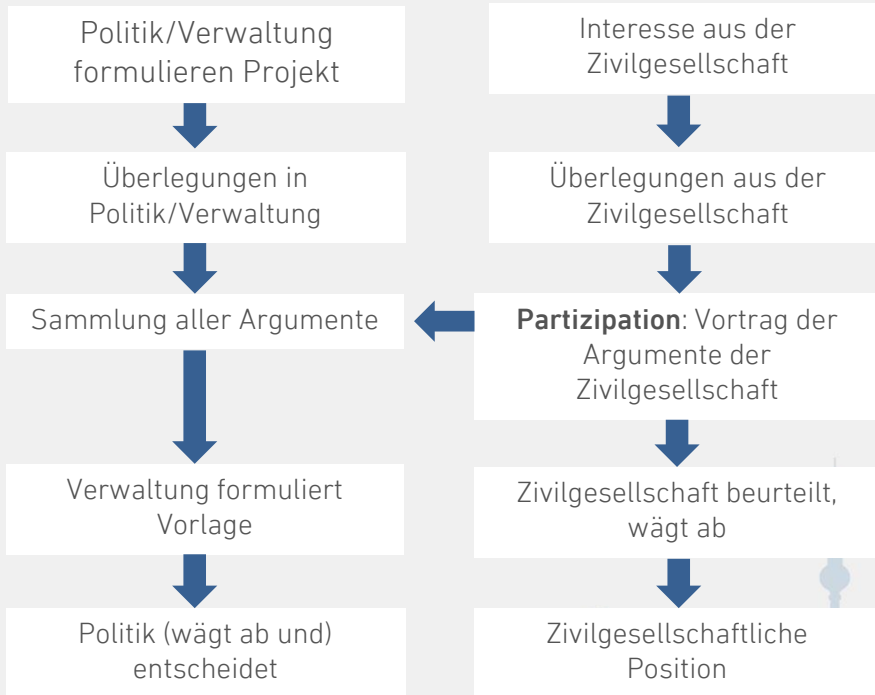 Politik/Verwaltung
formulieren Projekt
Überlegungen in
Politik/Verwaltung
Sammlung aller Argumente
Verwaltung formuliert
Vorlage
Politik (wägt ab und)
entscheidet
Interesse aus der
Zivilgesellschaft
Überlegungen aus der
Zivilgesellschaft
Partizipation: Vortrag der
Argumente der
Zivilgesellschaft
Zivilgesellschaft beurteilt,
wägt ab
Zivilgesellschaftliche
Position